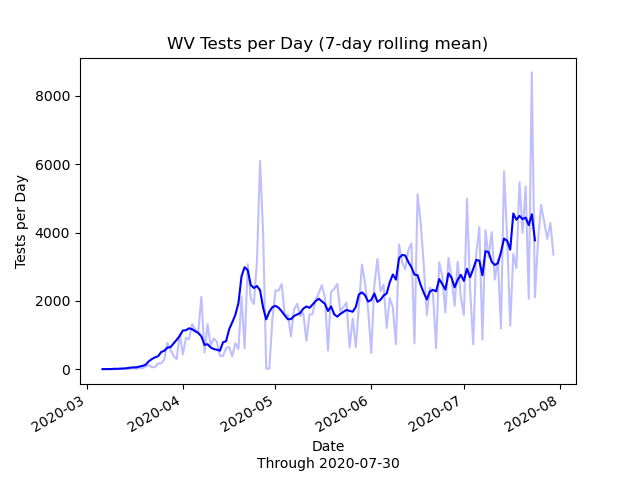 WV Tests per Day (7-day rolling mean)
8000
6000
4000
2000
0
Tests per Day
2020-03
2020-04
2020-05
2020-06
2020-07
2020-08
Date
Through 2020-07-30